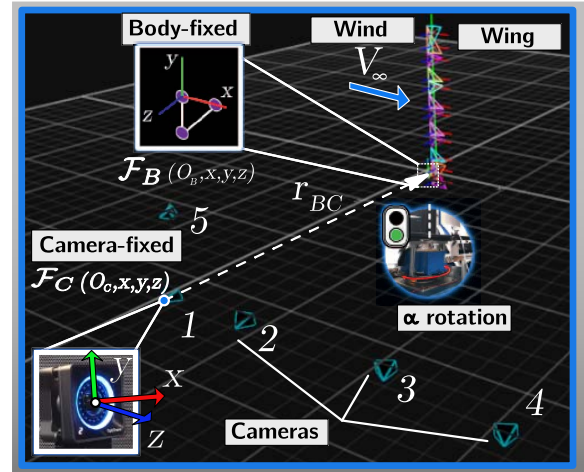 Body-fixed
Wind
Wing
V∞
y
x
z
F_B (O_B,x,y,z)
r_BC
5
Camera-fixed
F_C (O_C,x,y,z)
α rotation
1
2
3
4
y
x
z
Cameras